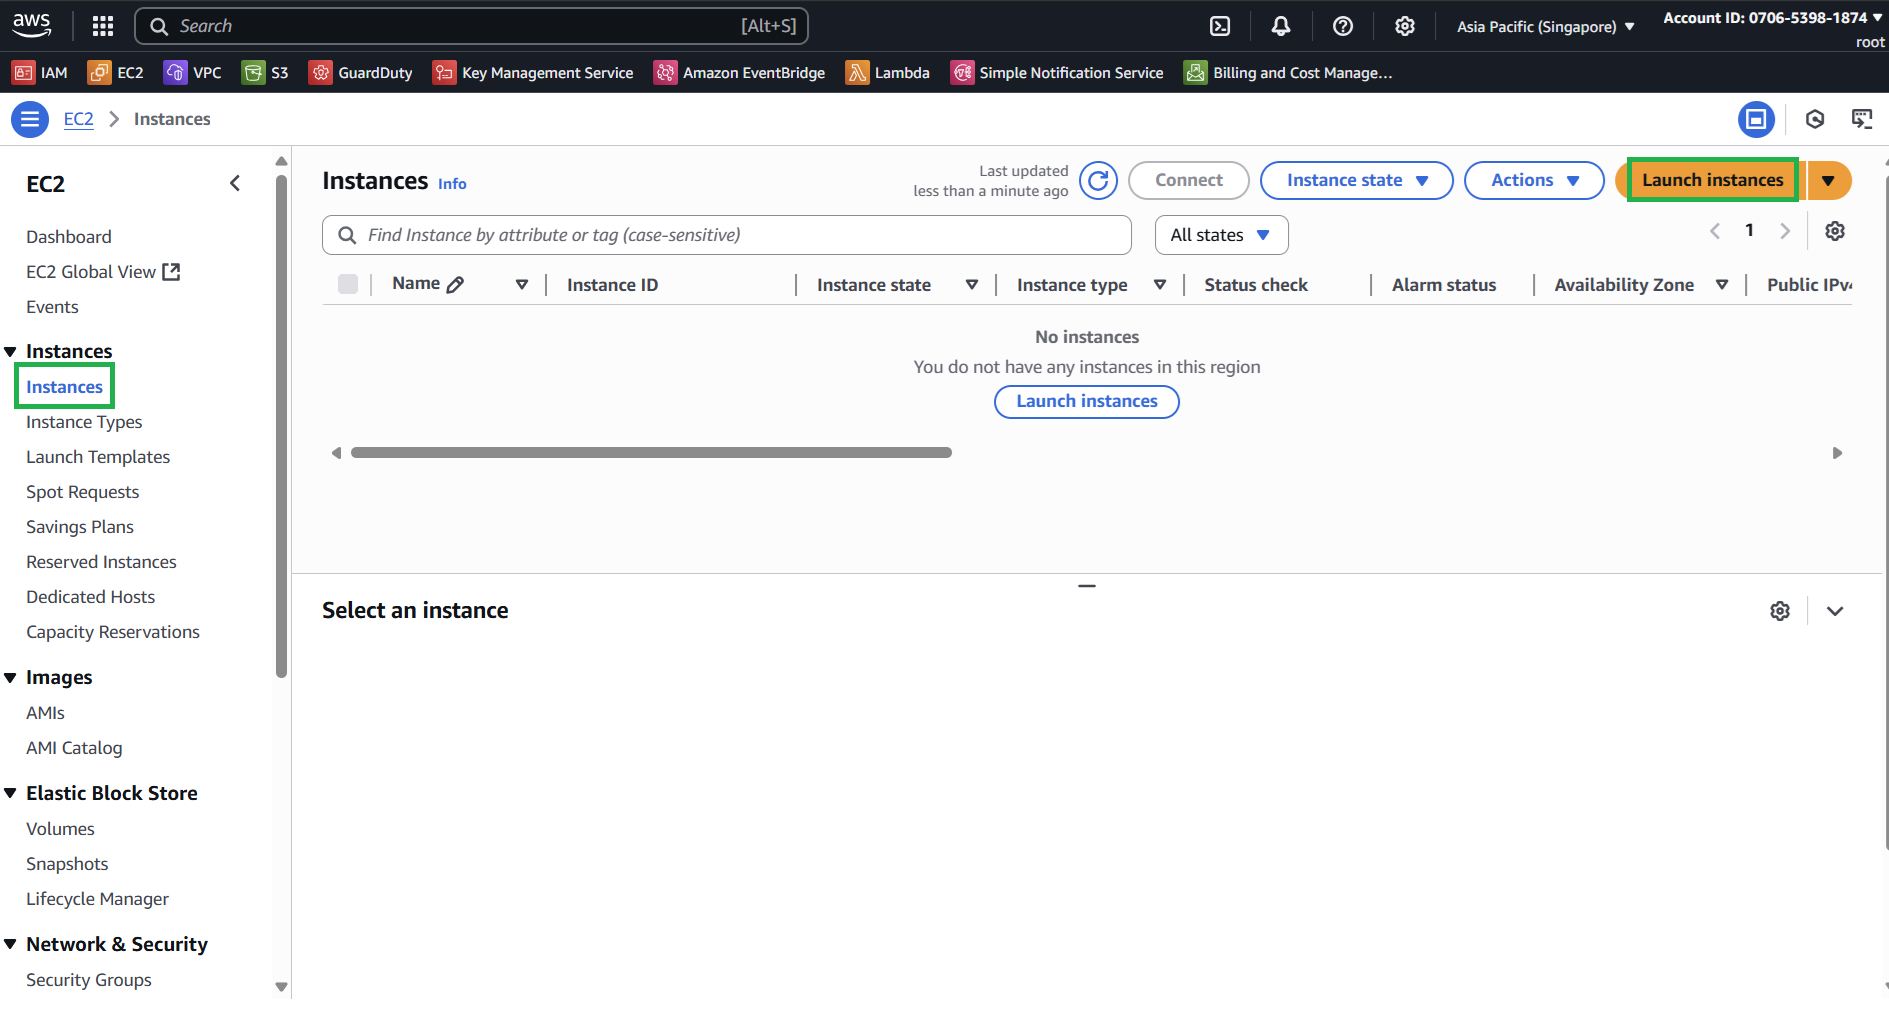 aws
Search [Alt+S]
Asia Pacific (Singapore)
Account ID: 0706-5398-1874
root
IAM EC2 VPC S3 GuardDuty Key Management Service Amazon EventBridge Lambda Simple Notification Service Billing and Cost Manage...
EC2 Instances
EC2
Dashboard
EC2 Global View
Events
Instances
Instances
Instance Types
Launch Templates
Spot Requests
Savings Plans
Reserved Instances
Dedicated Hosts
Capacity Reservations
Images
AMIs
AMI Catalog
Elastic Block Store
Volumes
Snapshots
Lifecycle Manager
Network & Security
Security Groups
Instances Info
Last updated
less than a minute ago
Connect Instance state Actions Launch instances
Find Instance by attribute or tag (case-sensitive) All states 1
Name Instance ID Instance state Instance type Status check Alarm status Availability Zone Public IPv4
No instances
You do not have any instances in this region
Launch instances
Select an instance